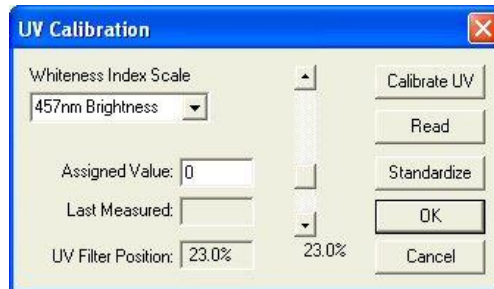 UV Calibration
Whiteness Index Scale
457nm Brightness
Assigned Value: 0
Last Measured:
UV Filter Position: 23.0%
23.0%
Calibrate UV
Read
Standardize
OK
Cancel